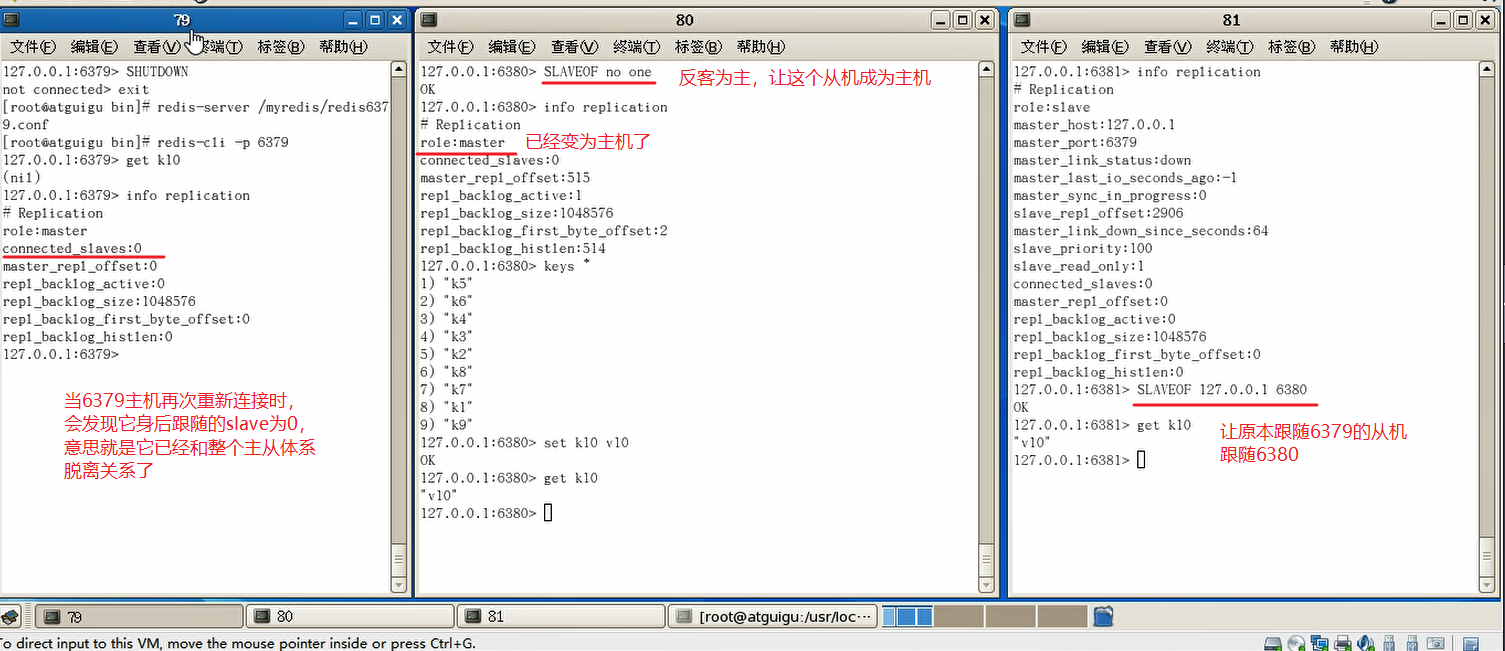 79
文件(F) 编辑(E) 查看(V) 终端(T) 标签(B) 帮助(H)
127.0.0.1:6379> SHUTDOWN
not connected> exit
[root@atguigu bin]# redis-server /myredis/redis637
9.conf
[root@atguigu bin]# redis-cli -p 6379
127.0.0.1:6379> get k10
(nil)
127.0.0.1:6379> info replication
# Replication
role:master
connected_slaves:0
master_repl_offset:0
repl_backlog_active:0
repl_backlog_size:1048576
repl_backlog_first_byte_offset:0
repl_backlog_histlen:0
127.0.0.1:6379>
当6379主机再次重新连接时,
会发现它身后跟随的slave为0,
意思就是它已经和整个主从体系
脱离关系了
80
文件(F) 编辑(E) 查看(V) 终端(T) 标签(B) 帮助(H)
127.0.0.1:6380> SLAVEOF no one
反客为主，让这个从机成为主机
OK
127.0.0.1:6380> info replication
# Replication
role:master
已经变为主机了
connected_slaves:0
master_repl_offset:515
repl_backlog_active:1
repl_backlog_size:1048576
repl_backlog_first_byte_offset:2
repl_backlog_histlen:514
127.0.0.1:6380> keys *
1) "k5"
2) "k6"
3) "k4"
4) "k3"
5) "k2"
6) "k8"
7) "k7"
8) "k1"
9) "k9"
127.0.0.1:6380> set k10 v10
OK
127.0.0.1:6380> get k10
"v10"
127.0.0.1:6380>
81
文件(F) 编辑(E) 查看(V) 终端(T) 标签(B) 帮助(H)
127.0.0.1:6381> info replication
# Replication
role:slave
master_host:127.0.0.1
master_port:6379
master_link_status:down
master_last_io_seconds_ago:-1
master_sync_in_progress:0
slave_repl_offset:2906
master_link_down_since_seconds:64
slave_priority:100
slave_read_only:1
connected_slaves:0
master_repl_offset:0
repl_backlog_active:0
repl_backlog_size:1048576
repl_backlog_first_byte_offset:0
repl_backlog_histlen:0
127.0.0.1:6381> SLAVEOF 127.0.0.1 6380
OK
127.0.0.1:6381> get k10
"v10"
127.0.0.1:6381>
让原本跟随6379的从机
跟随6380
79
80
81
[root@atguigu:/usr/loc···
To direct input to this VM, move the mouse pointer inside or press Ctrl+G.